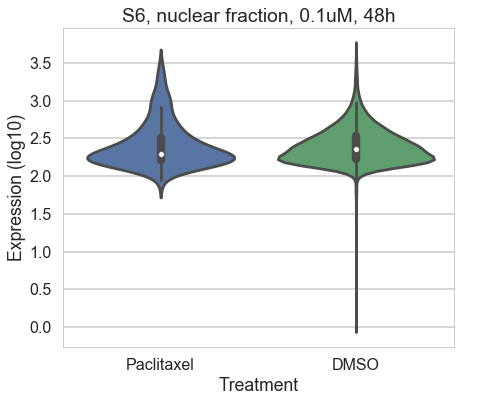 S6, nuclear fraction, 0.1uM, 48h
Expression (log10)
3.5
3.0
2.5
2.0
1.5
1.0
0.5
0.0
Paclitaxel DMSO
Treatment